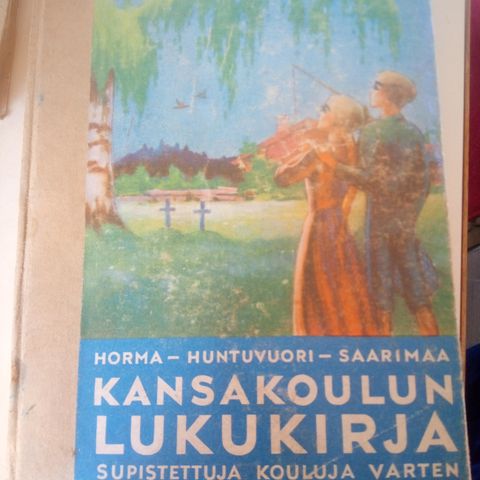 HORMA – HUNTUVUORI – SAARIMAA
KANSAKOULUN
LUKUKIRJA
SUPISTETTUJA KOULUJA VARTEN